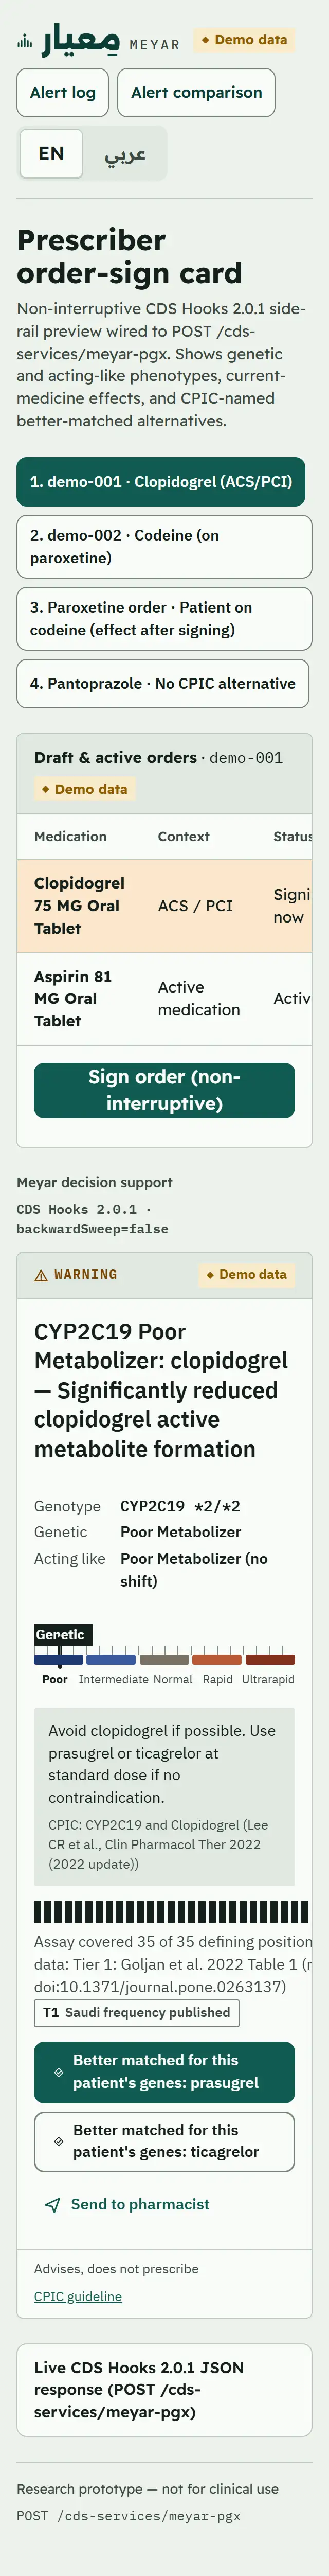 معيار MEYAR Demo data
Alert log Alert comparison
EN عربي
Prescriber
order-sign card
Non-interruptive CDS Hooks 2.0.1 side-
rail preview wired to POST /cds-
services/meyar-pgx. Shows genetic
and acting-like phenotypes, current-
medicine effects, and CPIC-named
better-matched alternatives.
1. demo-001 · Clopidogrel (ACS/PCI)
2. demo-002 · Codeine (on
paroxetine)
3. Paroxetine order · Patient on
codeine (effect after signing)
4. Pantoprazole · No CPIC alternative
Draft & active orders · demo-001
Demo data
Medication Context Status
Clopidogrel
75 MG Oral
Tablet
ACS / PCI
Signi
now
Aspirin 81
MG Oral
Tablet
Active
medication
Activ
Sign order (non-
interruptive)
Meyar decision support
CDS Hooks 2.0.1 ·
backwardSweep=false
WARNING Demo data
CYP2C19 Poor
Metabolizer: clopidogrel
— Significantly reduced
clopidogrel active
metabolite formation
Genotype CYP2C19 *2/*2
Genetic Poor Metabolizer
Acting like Poor Metabolizer (no
shift)
Genetic
Poor Intermediate Normal Rapid Ultrarapid
Avoid clopidogrel if possible. Use
prasugrel or ticagrelor at
standard dose if no
contraindication.
CPIC: CYP2C19 and Clopidogrel (Lee
CR et al., Clin Pharmacol Ther 2022
(2022 update))
Assay covered 35 of 35 defining position
data: Tier 1: Goljan et al. 2022 Table 1 (
doi:10.1371/journal.pone.0263137)
T1 Saudi frequency published
Better matched for this
patient's genes: prasugrel
Better matched for this
patient's genes: ticagrelor
Send to pharmacist
Advises, does not prescribe
CPIC guideline
Live CDS Hooks 2.0.1 JSON
response (POST /cds-
services/meyar-pgx)
Research prototype — not for clinical use
POST /cds-services/meyar-pgx